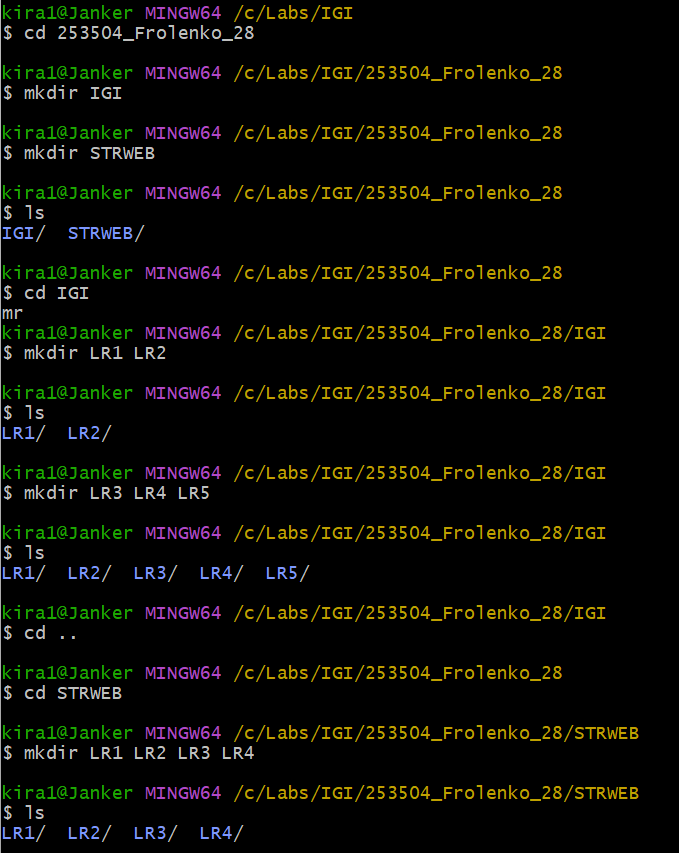 kira1@Janker MINGW64 /c/Labs/IGI
$ cd 253504_Frolenko_28
kira1@Janker MINGW64 /c/Labs/IGI/253504_Frolenko_28
$ mkdir IGI
kira1@Janker MINGW64 /c/Labs/IGI/253504_Frolenko_28
$ mkdir STRWEB
kira1@Janker MINGW64 /c/Labs/IGI/253504_Frolenko_28
$ ls
IGI/  STRWEB/
kira1@Janker MINGW64 /c/Labs/IGI/253504_Frolenko_28
$ cd IGI
mr
kira1@Janker MINGW64 /c/Labs/IGI/253504_Frolenko_28/IGI
$ mkdir LR1 LR2
kira1@Janker MINGW64 /c/Labs/IGI/253504_Frolenko_28/IGI
$ ls
LR1/  LR2/
kira1@Janker MINGW64 /c/Labs/IGI/253504_Frolenko_28/IGI
$ mkdir LR3 LR4 LR5
kira1@Janker MINGW64 /c/Labs/IGI/253504_Frolenko_28/IGI
$ ls
LR1/  LR2/  LR3/  LR4/  LR5/
kira1@Janker MINGW64 /c/Labs/IGI/253504_Frolenko_28/IGI
$ cd ..
kira1@Janker MINGW64 /c/Labs/IGI/253504_Frolenko_28
$ cd STRWEB
kira1@Janker MINGW64 /c/Labs/IGI/253504_Frolenko_28/STRWEB
$ mkdir LR1 LR2 LR3 LR4
kira1@Janker MINGW64 /c/Labs/IGI/253504_Frolenko_28/STRWEB
$ ls
LR1/  LR2/  LR3/  LR4/